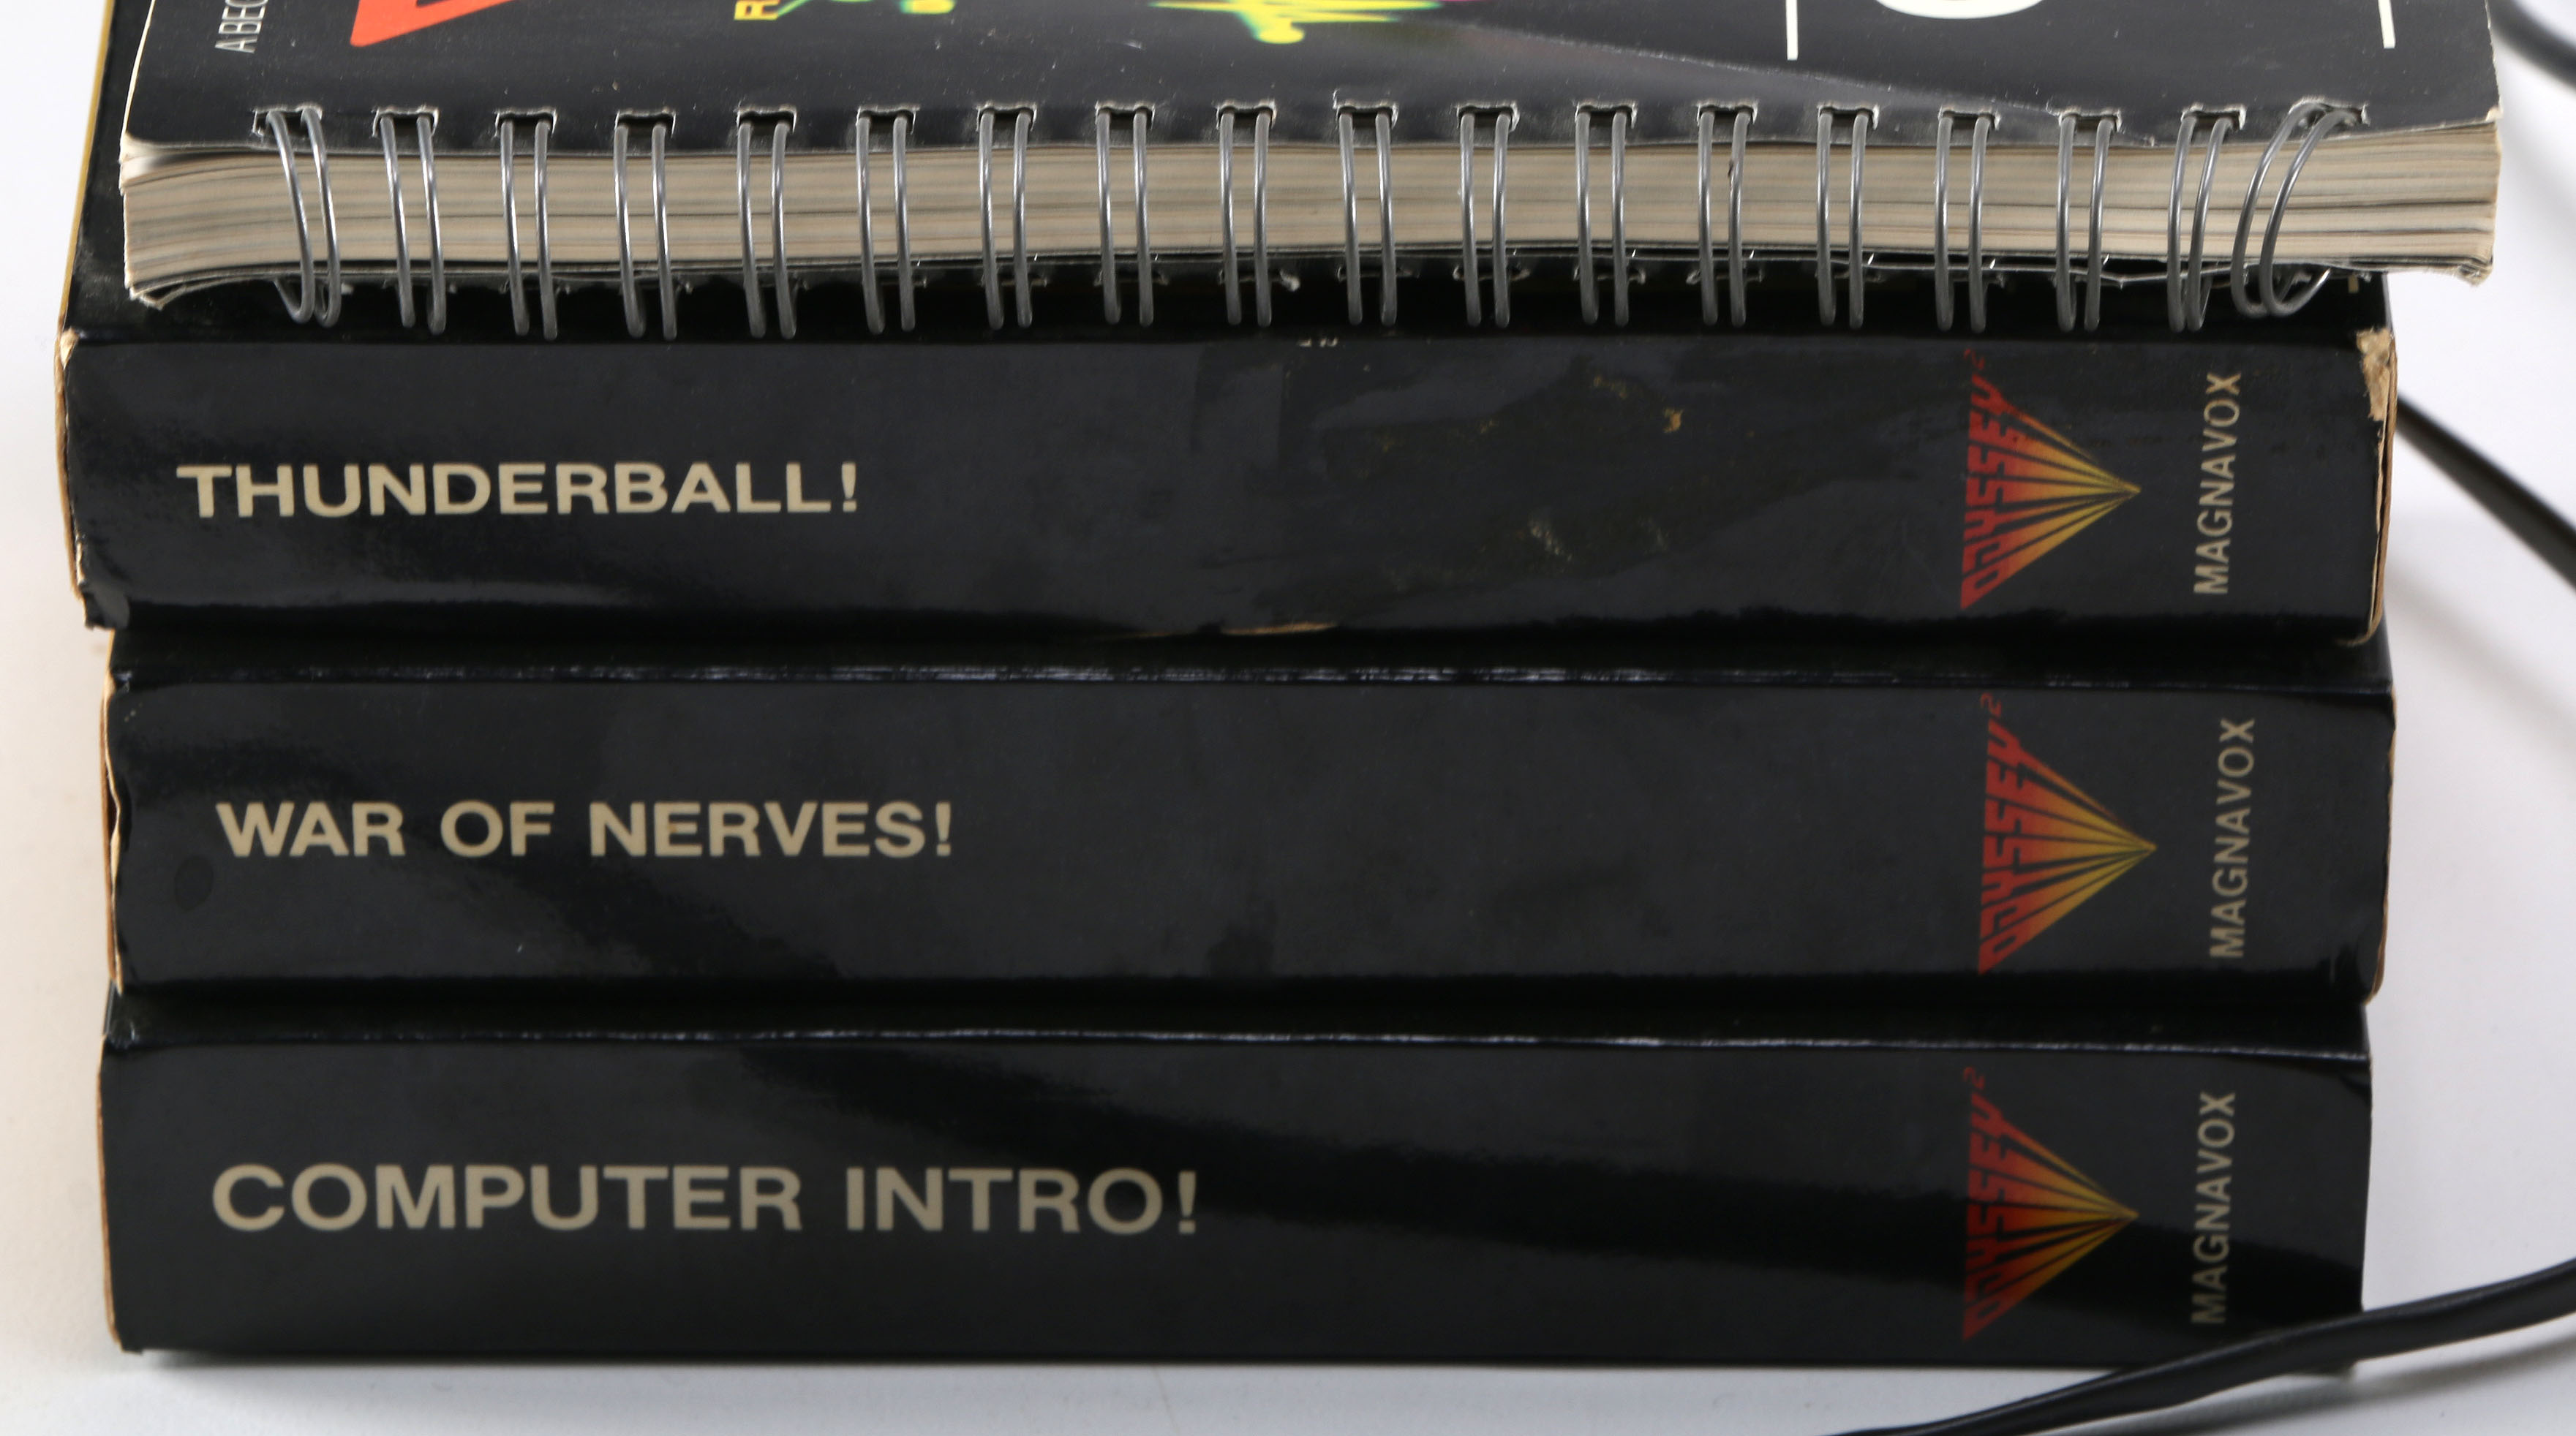 THUNDERBALL!
ODYSSEY²
MAGNAVOX
WAR OF NERVES!
ODYSSEY²
MAGNAVOX
COMPUTER INTRO!
ODYSSEY²
MAGNAVOX